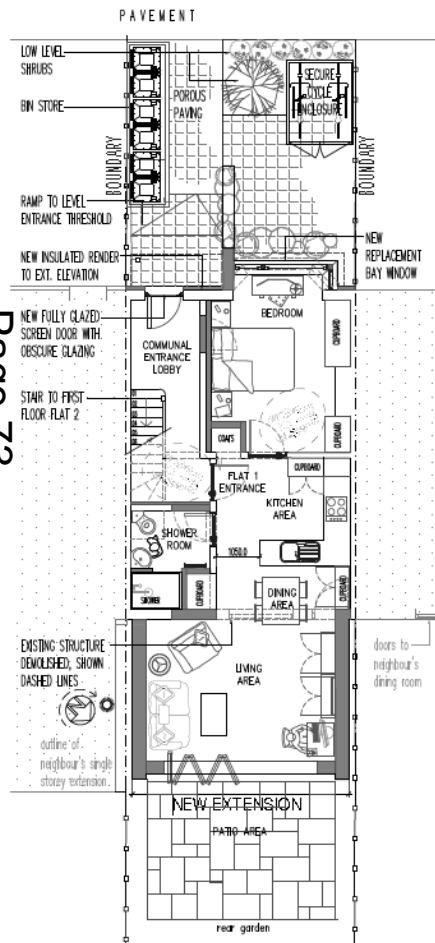 PAVEMENT
LOW LEVEL
SHRUBS
BIN STORE
POROUS
PAVING
SECURE
CYCLE
ENCLOSURE
BOUNDARY
BOUNDARY
RAMP TO LEVEL
ENTRANCE THRESHOLD
NEW INSULATED RENDER
TO EXT. ELEVATION
NEW
REPLACEMENT
BAY WINDOW
NEW FULLY GLAZED
SCREEN DOOR WITH
OBSCURE GLAZING
Page 73
BEDROOM
CUPBOARD
COMMUNAL
ENTRANCE
LOBBY
STAIR TO FIRST
FLOOR FLAT 2
CUPBOARD
COATS
FLAT 1
ENTRANCE
CUPBOARD
KITCHEN
AREA
SHOWER
ROOM
1050.0
SHOWER
CUPBOARD
DINING
AREA
CUPBOARD
EXISTING STRUCTURE
DEMOLISHED; SHOWN
DASHED LINES
LIVING
AREA
doors to
neighbour's
dining room
outline of
neighbour's single
storey extension.
NEW EXTENSION
PATIO AREA
rear garden